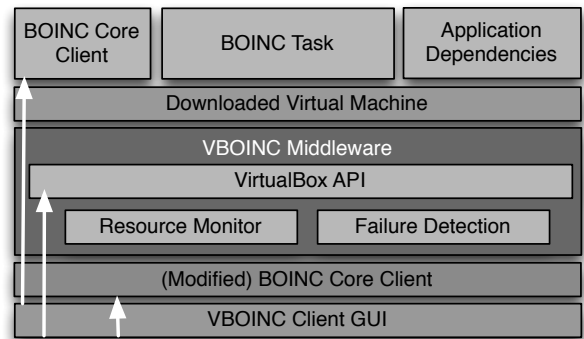 BOINC Core
Client
BOINC Task
Application
Dependencies
Downloaded Virtual Machine
VBOINC Middleware
VirtualBox API
Resource Monitor
Failure Detection
(Modified) BOINC Core Client
VBOINC Client GUI